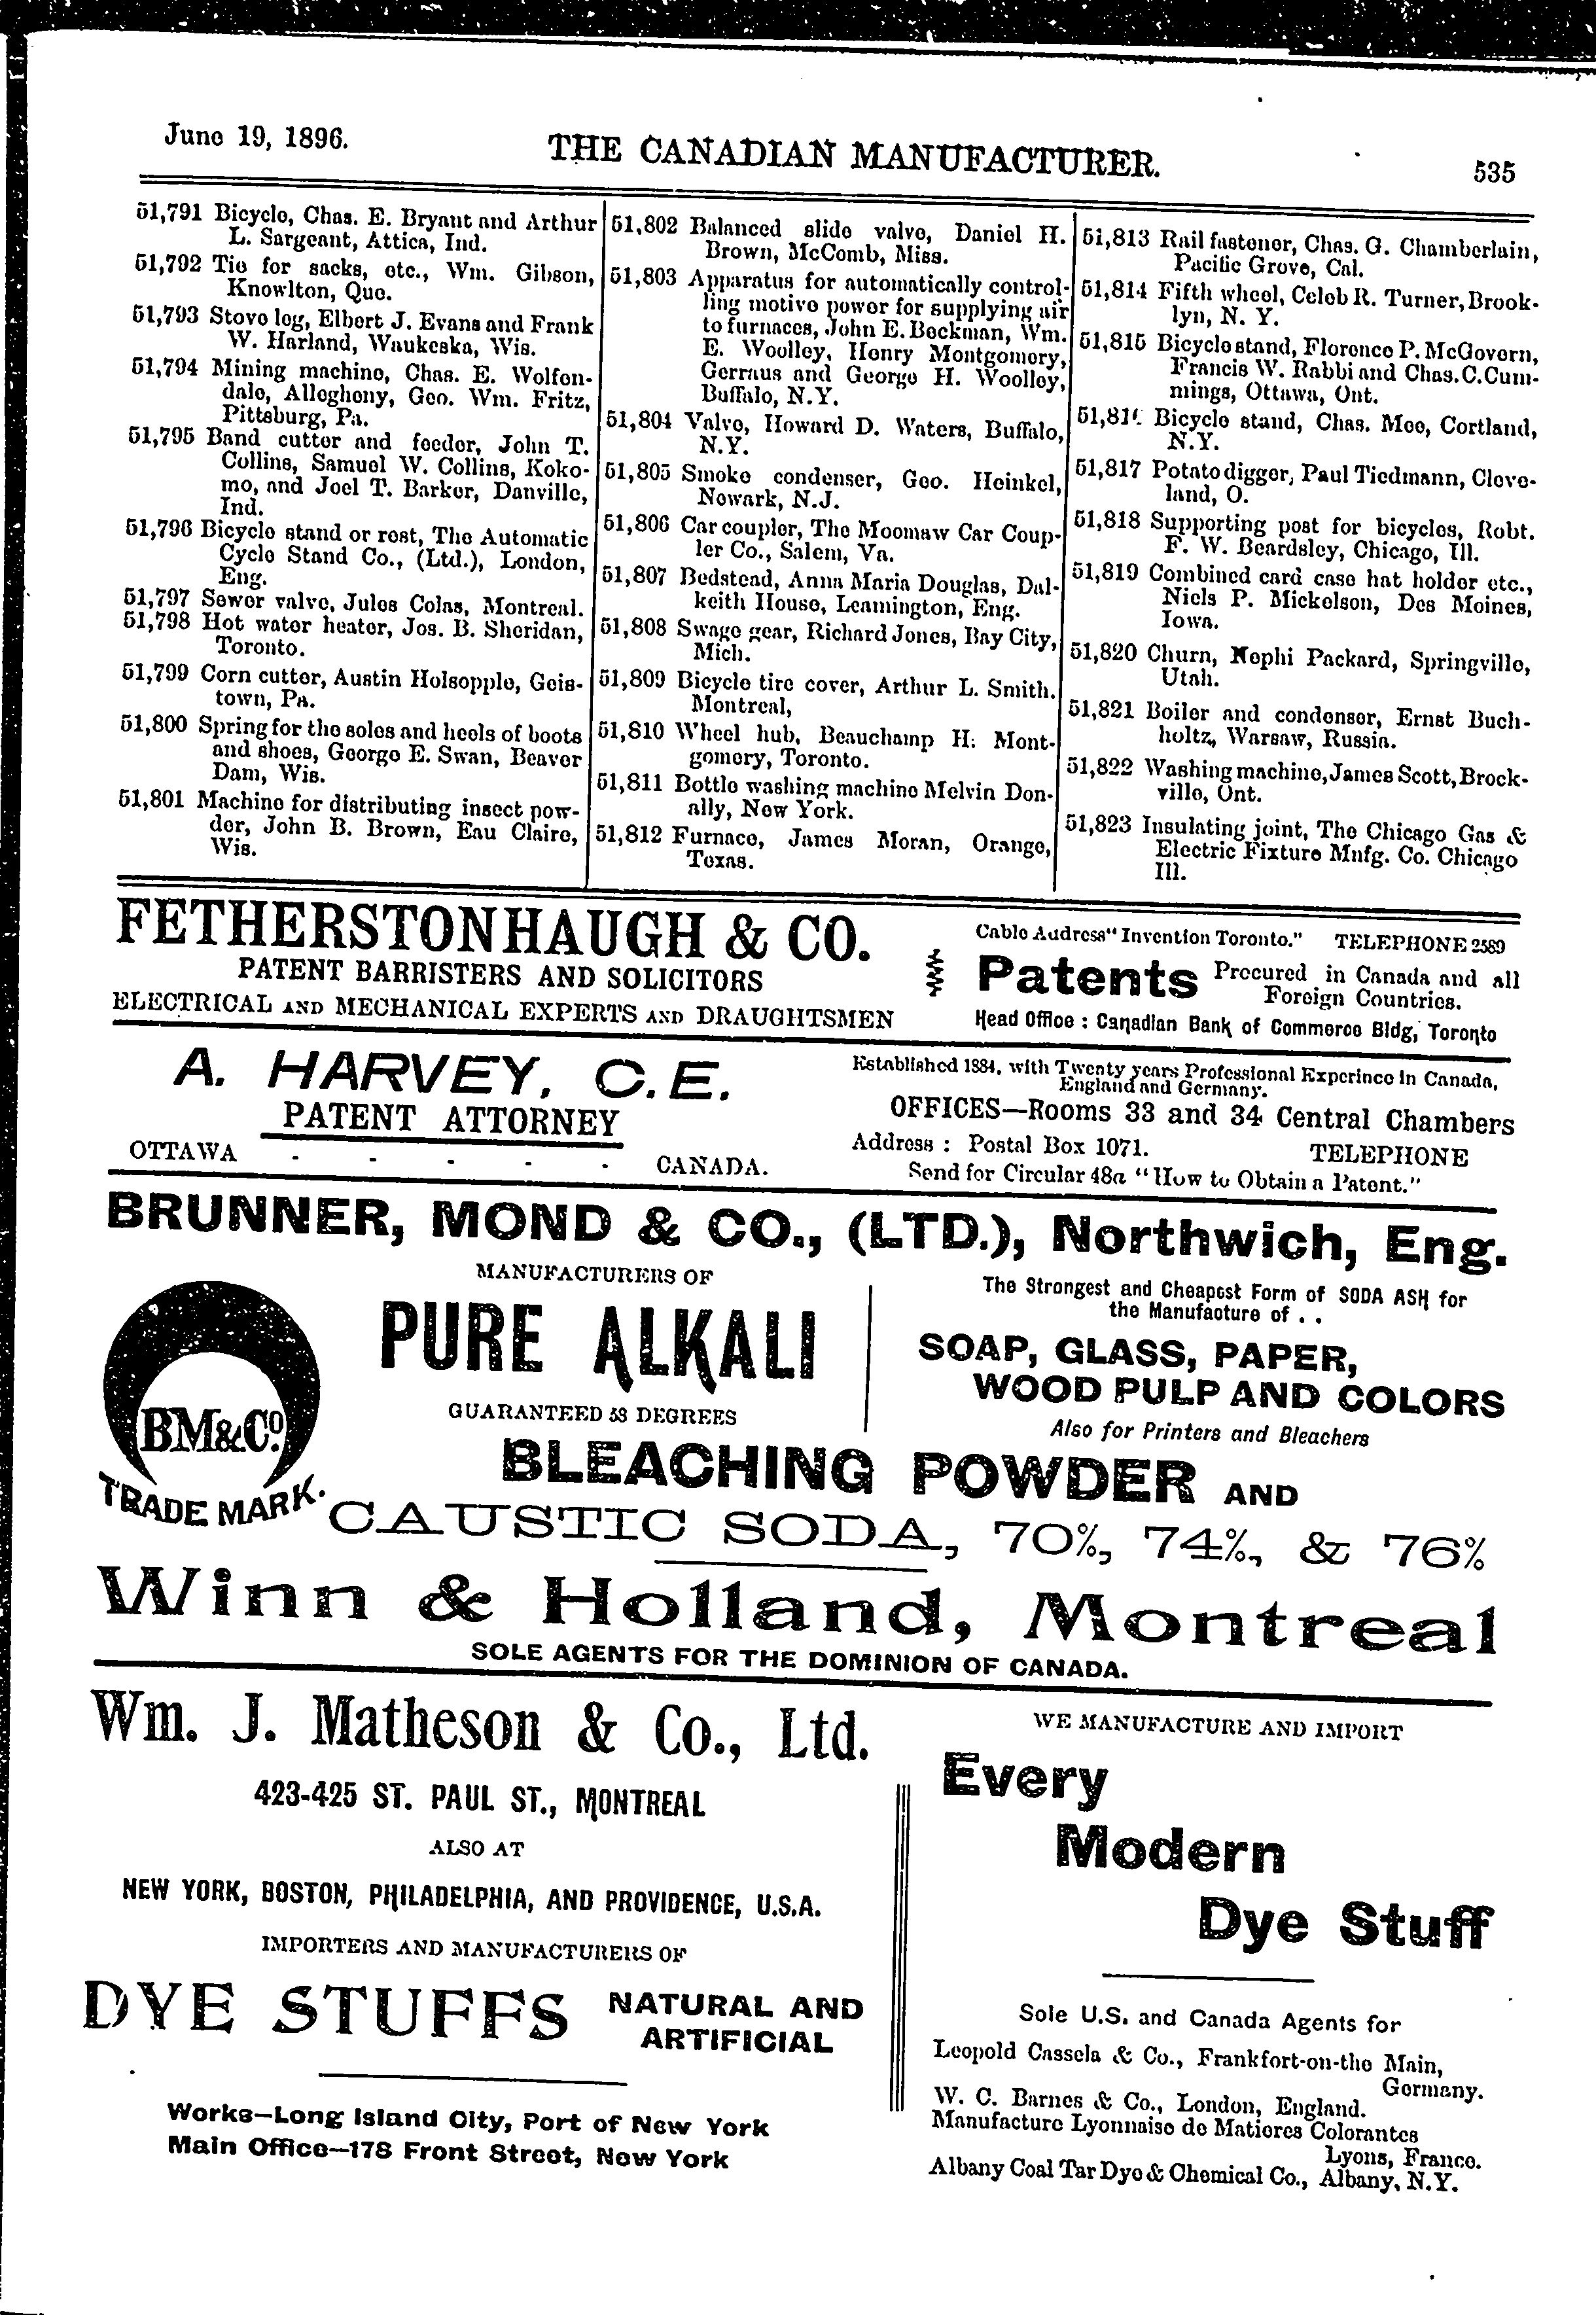 June 19, 1896.
THE CANADIAN MANUFACTURER.
535
51,791 Bicycle, Chas. E. Bryant and Arthur
L. Sargeant, Attica, Ind.
51,792 Tie for sacks, etc., Wm. Gibson,
Knowlton, Que.
51,793 Stove leg, Elbert J. Evans and Frank
W. Harland, Waukeska, Wis.
51,794 Mining machine, Chas. E. Wolfen-
dale, Alleghony, Geo. Wm. Fritz,
Pittsburg, Pa.
51,795 Band cutter and feeder, John T.
Collins, Samuel W. Collins, Koko-
mo, and Joel T. Barker, Danville,
Ind.
51,796 Bicycle stand or rest, The Automatic
Cycle Stand Co., (Ltd.), London,
Eng.
51,797 Sewer valve, Jules Colas, Montreal.
51,798 Hot water heater, Jos. B. Sheridan,
Toronto.
51,799 Corn cutter, Austin Holsopple, Geis-
town, Pa.
51,800 Spring for the soles and heels of boots
and shoes, George E. Swan, Beaver
Dam, Wis.
51,801 Machine for distributing insect pow-
der, John B. Brown, Eau Claire,
Wis.
51,802 Balanced slide valve, Daniel H.
Brown, McComb, Miss.
51,803 Apparatus for automatically control-
ling motive power for supplying air
to furnaces, John E. Beckman, Wm.
E. Woolley, Henry Montgomery,
Gerraus and George H. Woolley,
Buffalo, N.Y.
51,804 Valve, Howard D. Waters, Buffalo,
N.Y.
51,805 Smoke condenser, Geo. Heinkel,
Newark, N.J.
51,806 Car coupler, The Moomaw Car Coup-
ler Co., Salem, Va.
51,807 Bedstead, Anna Maria Douglas, Dal-
keith House, Leamington, Eng.
51,808 Swage gear, Richard Jones, Bay City,
Mich.
51,809 Bicycle tire cover, Arthur L. Smith.
Montreal,
51,810 Wheel hub, Beauchamp H. Mont-
gomery, Toronto.
51,811 Bottle washing machine Melvin Don-
ally, New York.
51,812 Furnace, James Moran, Orange,
Texas.
51,813 Rail fastener, Chas. G. Chamberlain,
Pacific Grove, Cal.
51,814 Fifth wheel, Celeb R. Turner, Brook-
lyn, N. Y.
51,815 Bicycle stand, Florence P. McGovern,
Francis W. Rabbi and Chas. C. Cum-
mings, Ottawa, Ont.
51,816 Bicycle stand, Chas. Moe, Cortland,
N.Y.
51,817 Potato digger, Paul Tiedmann, Cleve-
land, O.
51,818 Supporting post for bicycles, Robt.
F. W. Beardsley, Chicago, Ill.
51,819 Combined card case hat holder etc.,
Niels P. Mickelson, Des Moines,
Iowa.
51,820 Churn, Nephi Packard, Springville,
Utah.
51,821 Boiler and condenser, Ernst Buch-
holtz, Warsaw, Russia.
51,822 Washing machine, James Scott, Brock-
ville, Ont.
51,823 Insulating joint, The Chicago Gas &
Electric Fixture Mnfg. Co. Chicago
Ill.
FETHERSTONHAUGH & CO.
PATENT BARRISTERS AND SOLICITORS
ELECTRICAL AND MECHANICAL EXPERTS AND DRAUGHTSMEN
Cable Address "Invention Toronto." TELEPHONE 2589
Patents Procured in Canada and all
Foreign Countries.
Head Office : Canadian Bank of Commerce Bldg, Toronto
A. HARVEY, C.E.
PATENT ATTORNEY
OTTAWA - - - - - CANADA.
Established 1884, with Twenty years Professional Experince in Canada,
England and Germany.
OFFICES—Rooms 33 and 34 Central Chambers
Address : Postal Box 1071. TELEPHONE
Send for Circular 48a "How to Obtain a Patent."
BRUNNER, MOND & CO., (LTD.), Northwich, Eng.
MANUFACTURERS OF
PURE ALKALI
GUARANTEED 58 DEGREES
The Strongest and Cheapest Form of SODA ASH for
the Manufacture of . .
SOAP, GLASS, PAPER,
WOOD PULP AND COLORS
Also for Printers and Bleachers
BM&Co.
TRADE MARK.
BLEACHING POWDER AND
CAUSTIC SODA, 70%, 74%, & 76%
Winn & Holland, Montreal
SOLE AGENTS FOR THE DOMINION OF CANADA.
Wm. J. Matheson & Co., Ltd.
423-425 ST. PAUL ST., MONTREAL
ALSO AT
NEW YORK, BOSTON, PHILADELPHIA, AND PROVIDENCE, U.S.A.
IMPORTERS AND MANUFACTURERS OF
DYE STUFFS NATURAL AND
ARTIFICIAL
Works—Long Island City, Port of New York
Main Office—178 Front Street, New York
WE MANUFACTURE AND IMPORT
Every
Modern
Dye Stuff
Sole U.S. and Canada Agents for
Leopold Cassela & Co., Frankfort-on-the Main,
Germany.
W. C. Barnes & Co., London, England.
Manufacture Lyonnaise de Matieres Colorantes
Lyons, France.
Albany Coal Tar Dye & Chemical Co., Albany, N.Y.